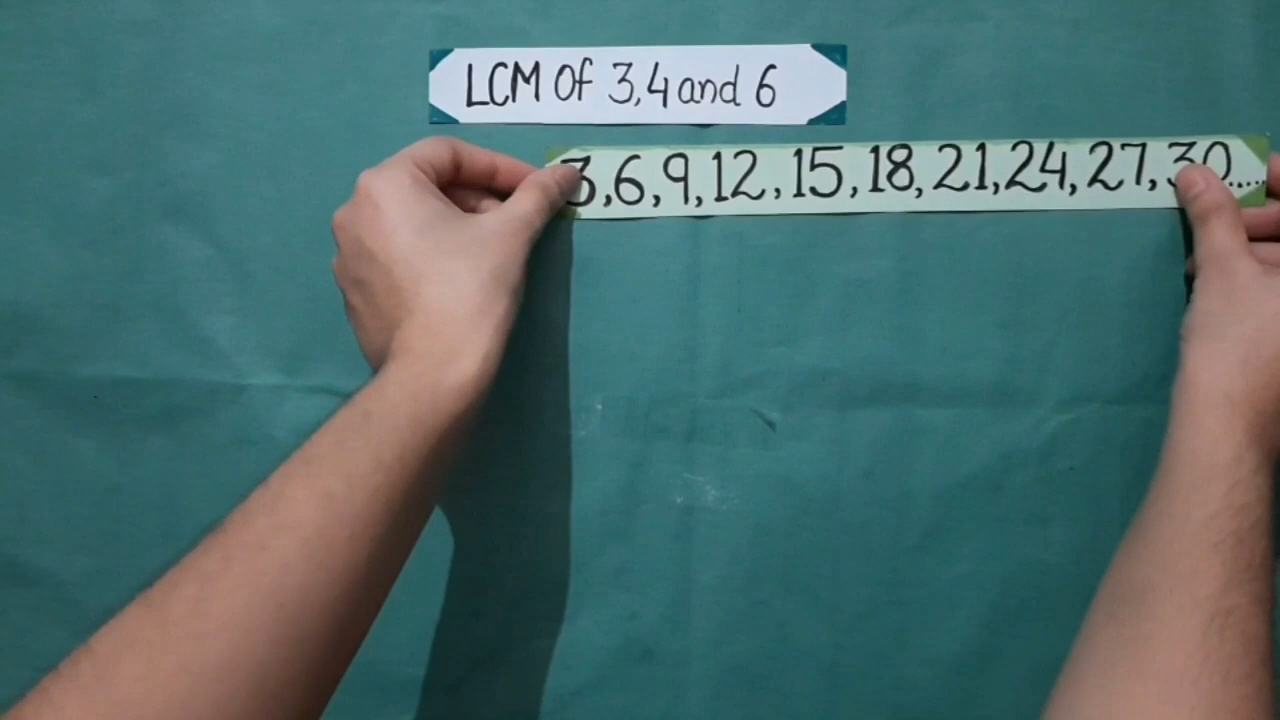 LCM Of 3,4 and 6
3,6,9,12,15,18,21,24,27,30.....